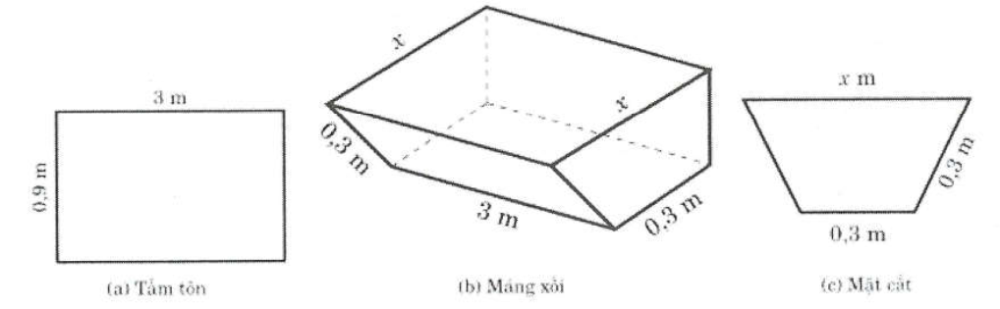 3 m
0,9 m
(a) Tấm tôn
x
x
0,3 m
3 m
0,3 m
(b) Máng xối
x m
0,3 m
0,3 m
(c) Mặt cắt